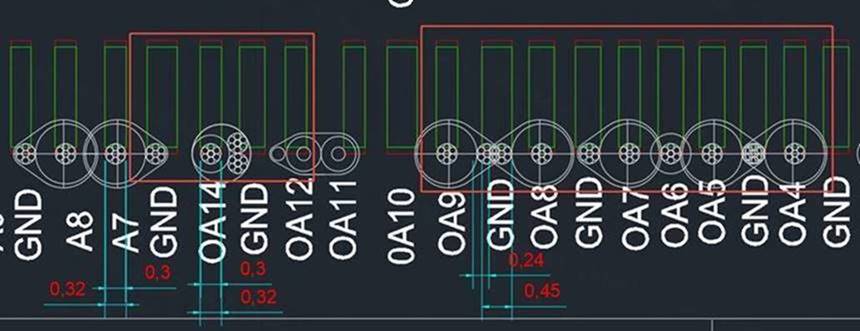 GND
A8
A7
GND
OA14
GND
OA12
OA11
0A10
OA9
GND
OA8
GND
OA7
OA6
OA5
GND
OA4
GND
0,3
0,32
0,3
0,32
0,24
0,45